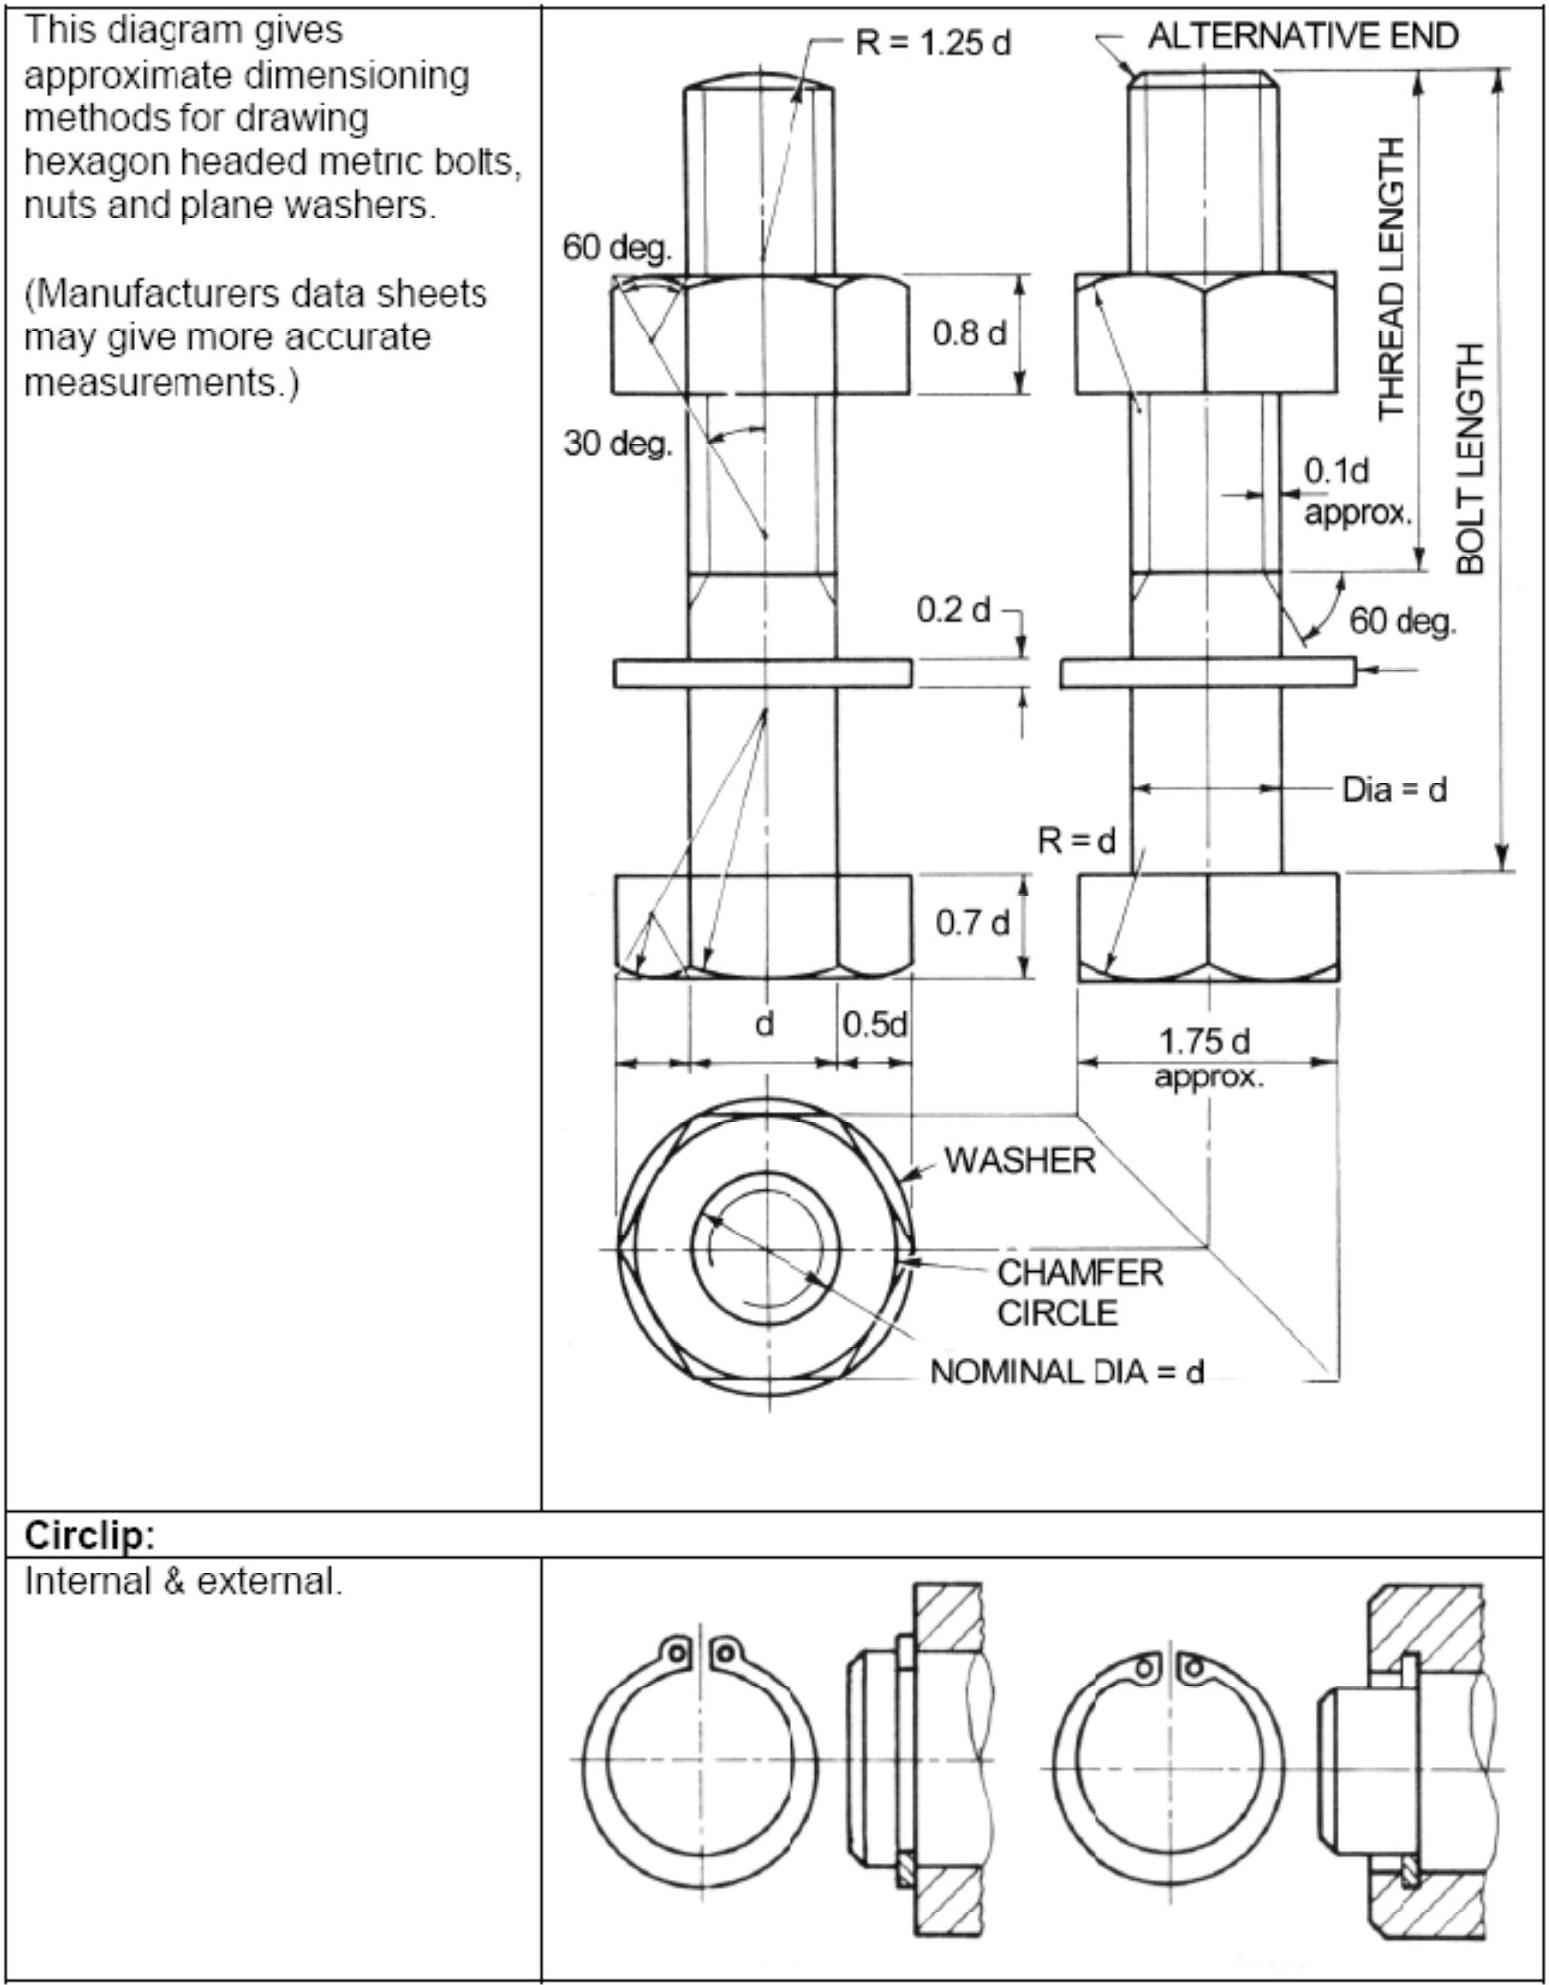 This diagram gives
approximate dimensioning
methods for drawing
hexagon headed metric bolts,
nuts and plane washers.
(Manufacturers data sheets
may give more accurate
measurements.)
R = 1.25 d
ALTERNATIVE END
60 deg.
0.8 d
THREAD LENGTH
BOLT LENGTH
30 deg.
0.1d
approx.
0.2 d
60 deg.
Dia = d
R = d
0.7 d
d
0.5d
1.75 d
approx.
WASHER
CHAMFER
CIRCLE
NOMINAL DIA = d
Circlip:
Internal & external.